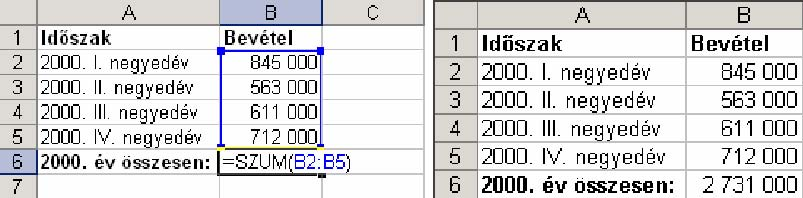 A B C
1 Időszak Bevétel
2 2000. I. negyedév 845 000
3 2000. II. negyedév 563 000
4 2000. III. negyedév 611 000
5 2000. IV. negyedév 712 000
6 2000. év összesen: =SZUM(B2:B5)
7
A B
1 Időszak Bevétel
2 2000. I. negyedév 845 000
3 2000. II. negyedév 563 000
4 2000. III. negyedév 611 000
5 2000. IV. negyedév 712 000
6 2000. év összesen: 2 731 000